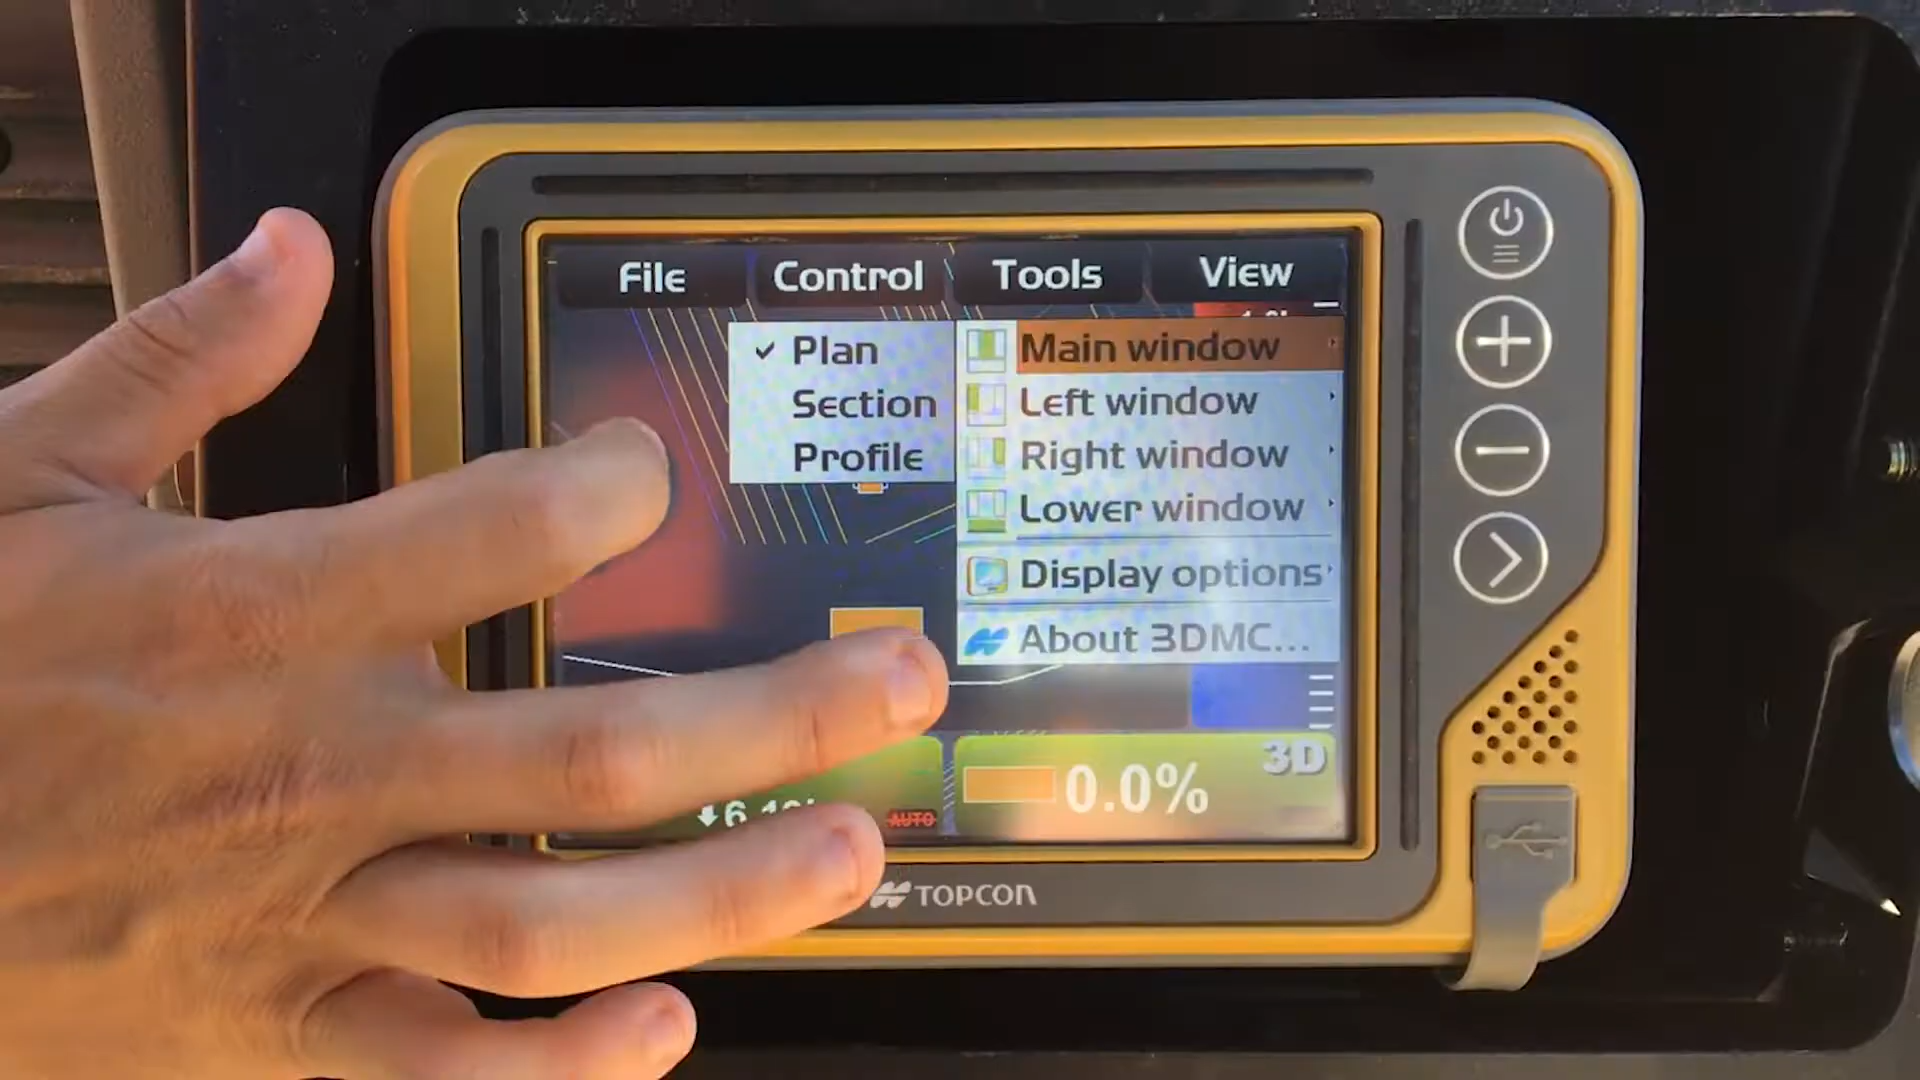 File Control Tools View
Plan
Section
Profile
Main window
Left window
Right window
Lower window
Display options
About 3DMC...
3D
0.0%
AUTO
TOPCON